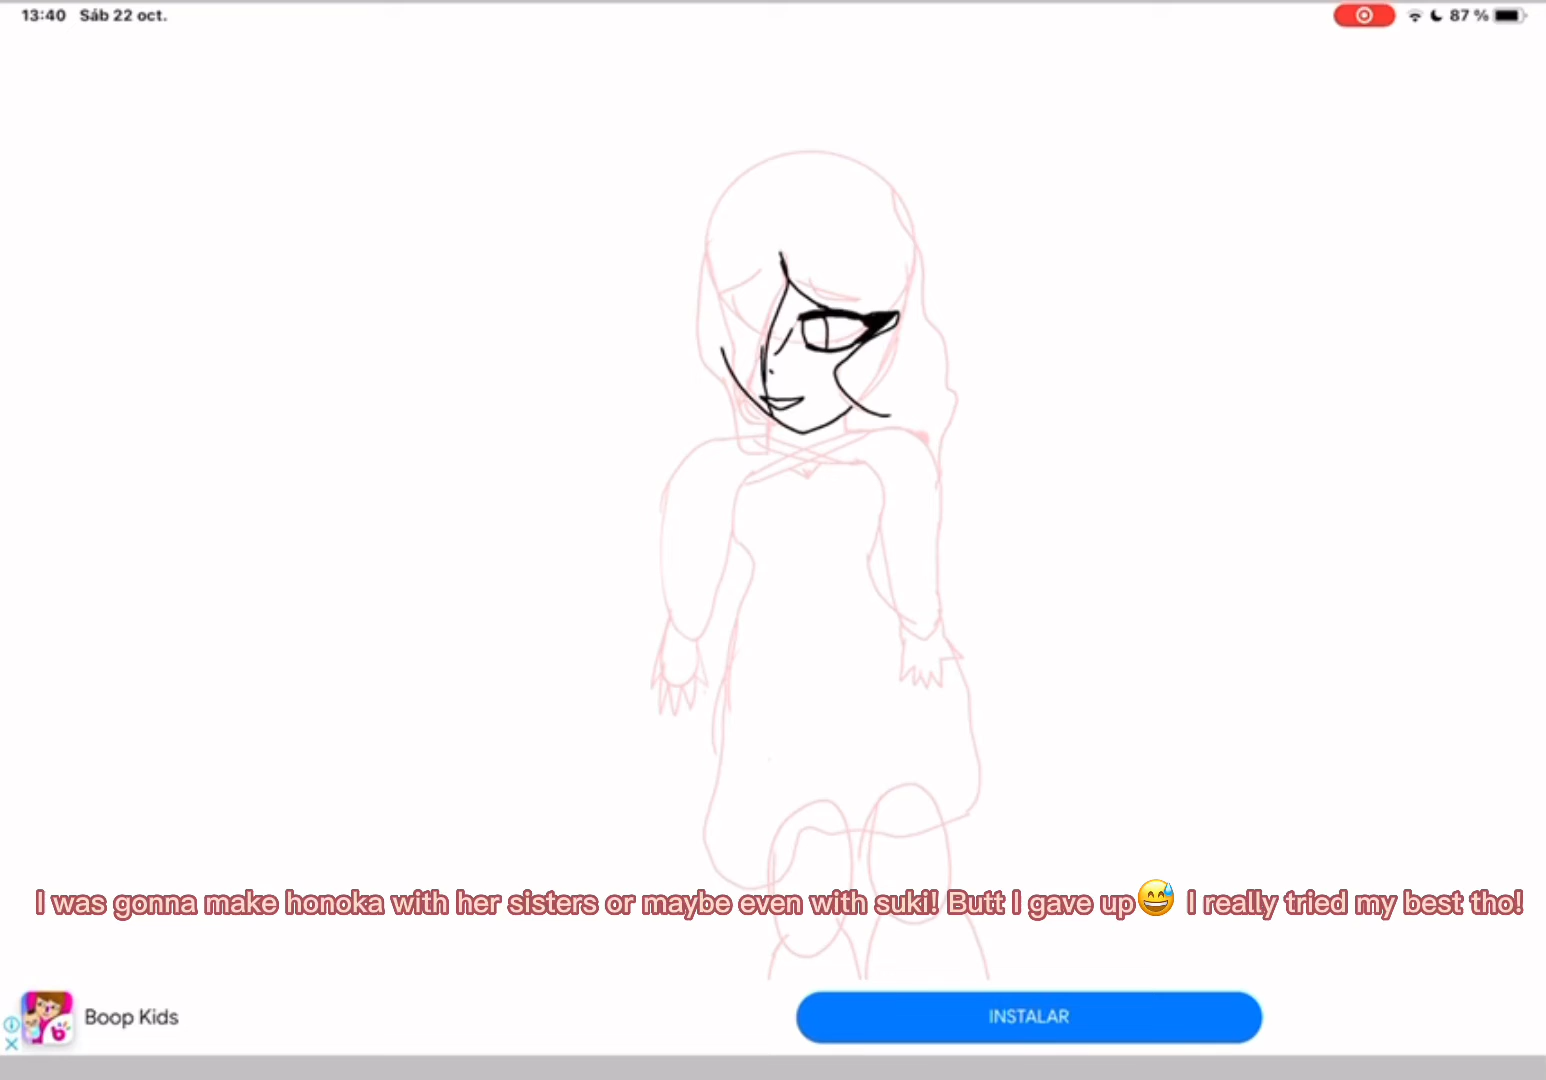 13:40 Sáb 22 oct.
87 %
I was gonna make honoka with her sisters or maybe even with suki! Butt I gave up😅 I really tried my best tho!
Boop Kids
INSTALAR